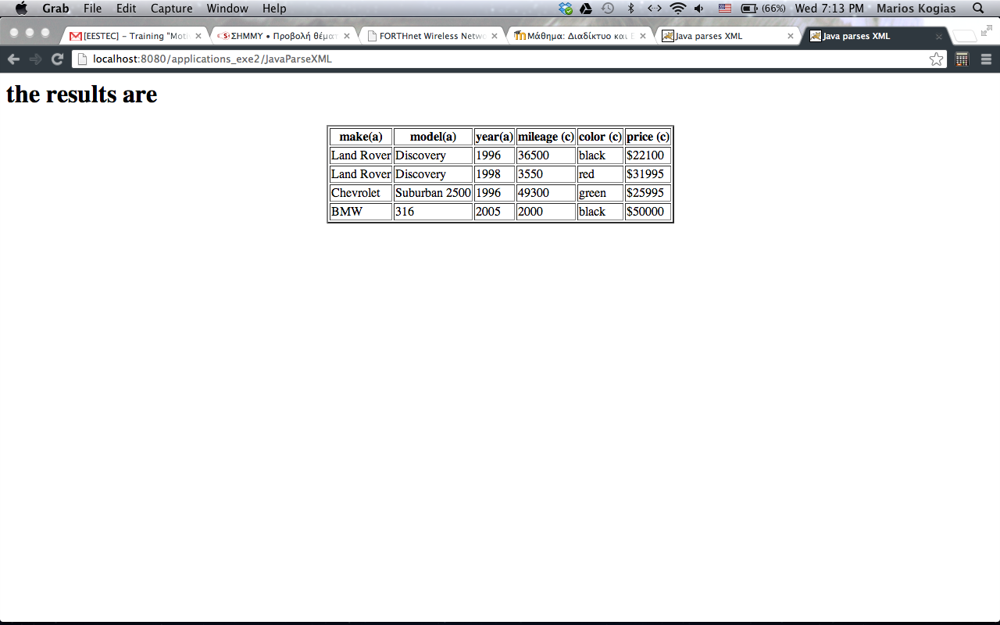 Grab File Edit Capture Window Help (66%) Wed 7:13 PM Marios Kogias
[EESTEC] – Training "Moti ΣΗΜΜΥ • Προβολή θέμα FORTHnet Wireless Netw Μάθημα: Διαδίκτυο και Java parses XML Java parses XML
localhost:8080/applications_exe2/JavaParseXML
the results are
make(a) model(a) year(a) mileage (c) color (c) price (c)
Land Rover Discovery 1996 36500 black $22100
Land Rover Discovery 1998 3550 red $31995
Chevrolet Suburban 2500 1996 49300 green $25995
BMW 316 2005 2000 black $50000